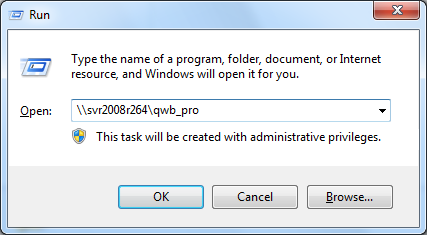 Run
Type the name of a program, folder, document, or Internet
resource, and Windows will open it for you.
Open: \\svr2008r264\qwb_pro
This task will be created with administrative privileges.
OK Cancel Browse...